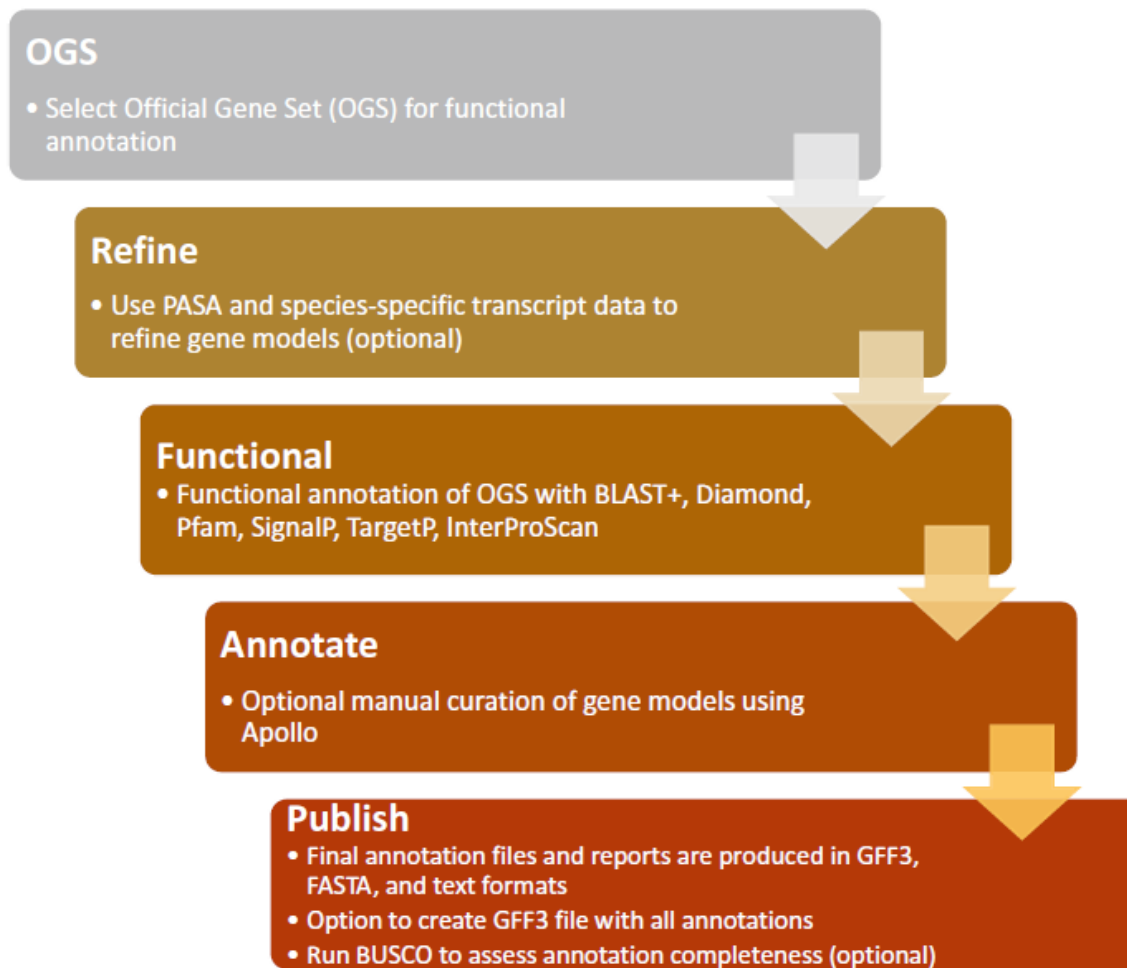 OGS
• Select Official Gene Set (OGS) for functional
annotation
Refine
• Use PASA and species-specific transcript data to
refine gene models (optional)
Functional
• Functional annotation of OGS with BLAST+, Diamond,
Pfam, SignalP, TargetP, InterProScan
Annotate
• Optional manual curation of gene models using
Apollo
Publish
• Final annotation files and reports are produced in GFF3,
FASTA, and text formats
• Option to create GFF3 file with all annotations
• Run BUSCO to assess annotation completeness (optional)